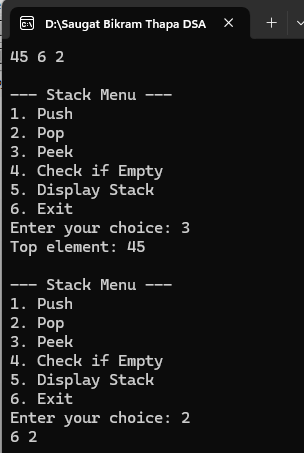 D:\Saugat Bikram Thapa DSA
45 6 2
--- Stack Menu ---
1. Push
2. Pop
3. Peek
4. Check if Empty
5. Display Stack
6. Exit
Enter your choice: 3
Top element: 45
--- Stack Menu ---
1. Push
2. Pop
3. Peek
4. Check if Empty
5. Display Stack
6. Exit
Enter your choice: 2
6 2